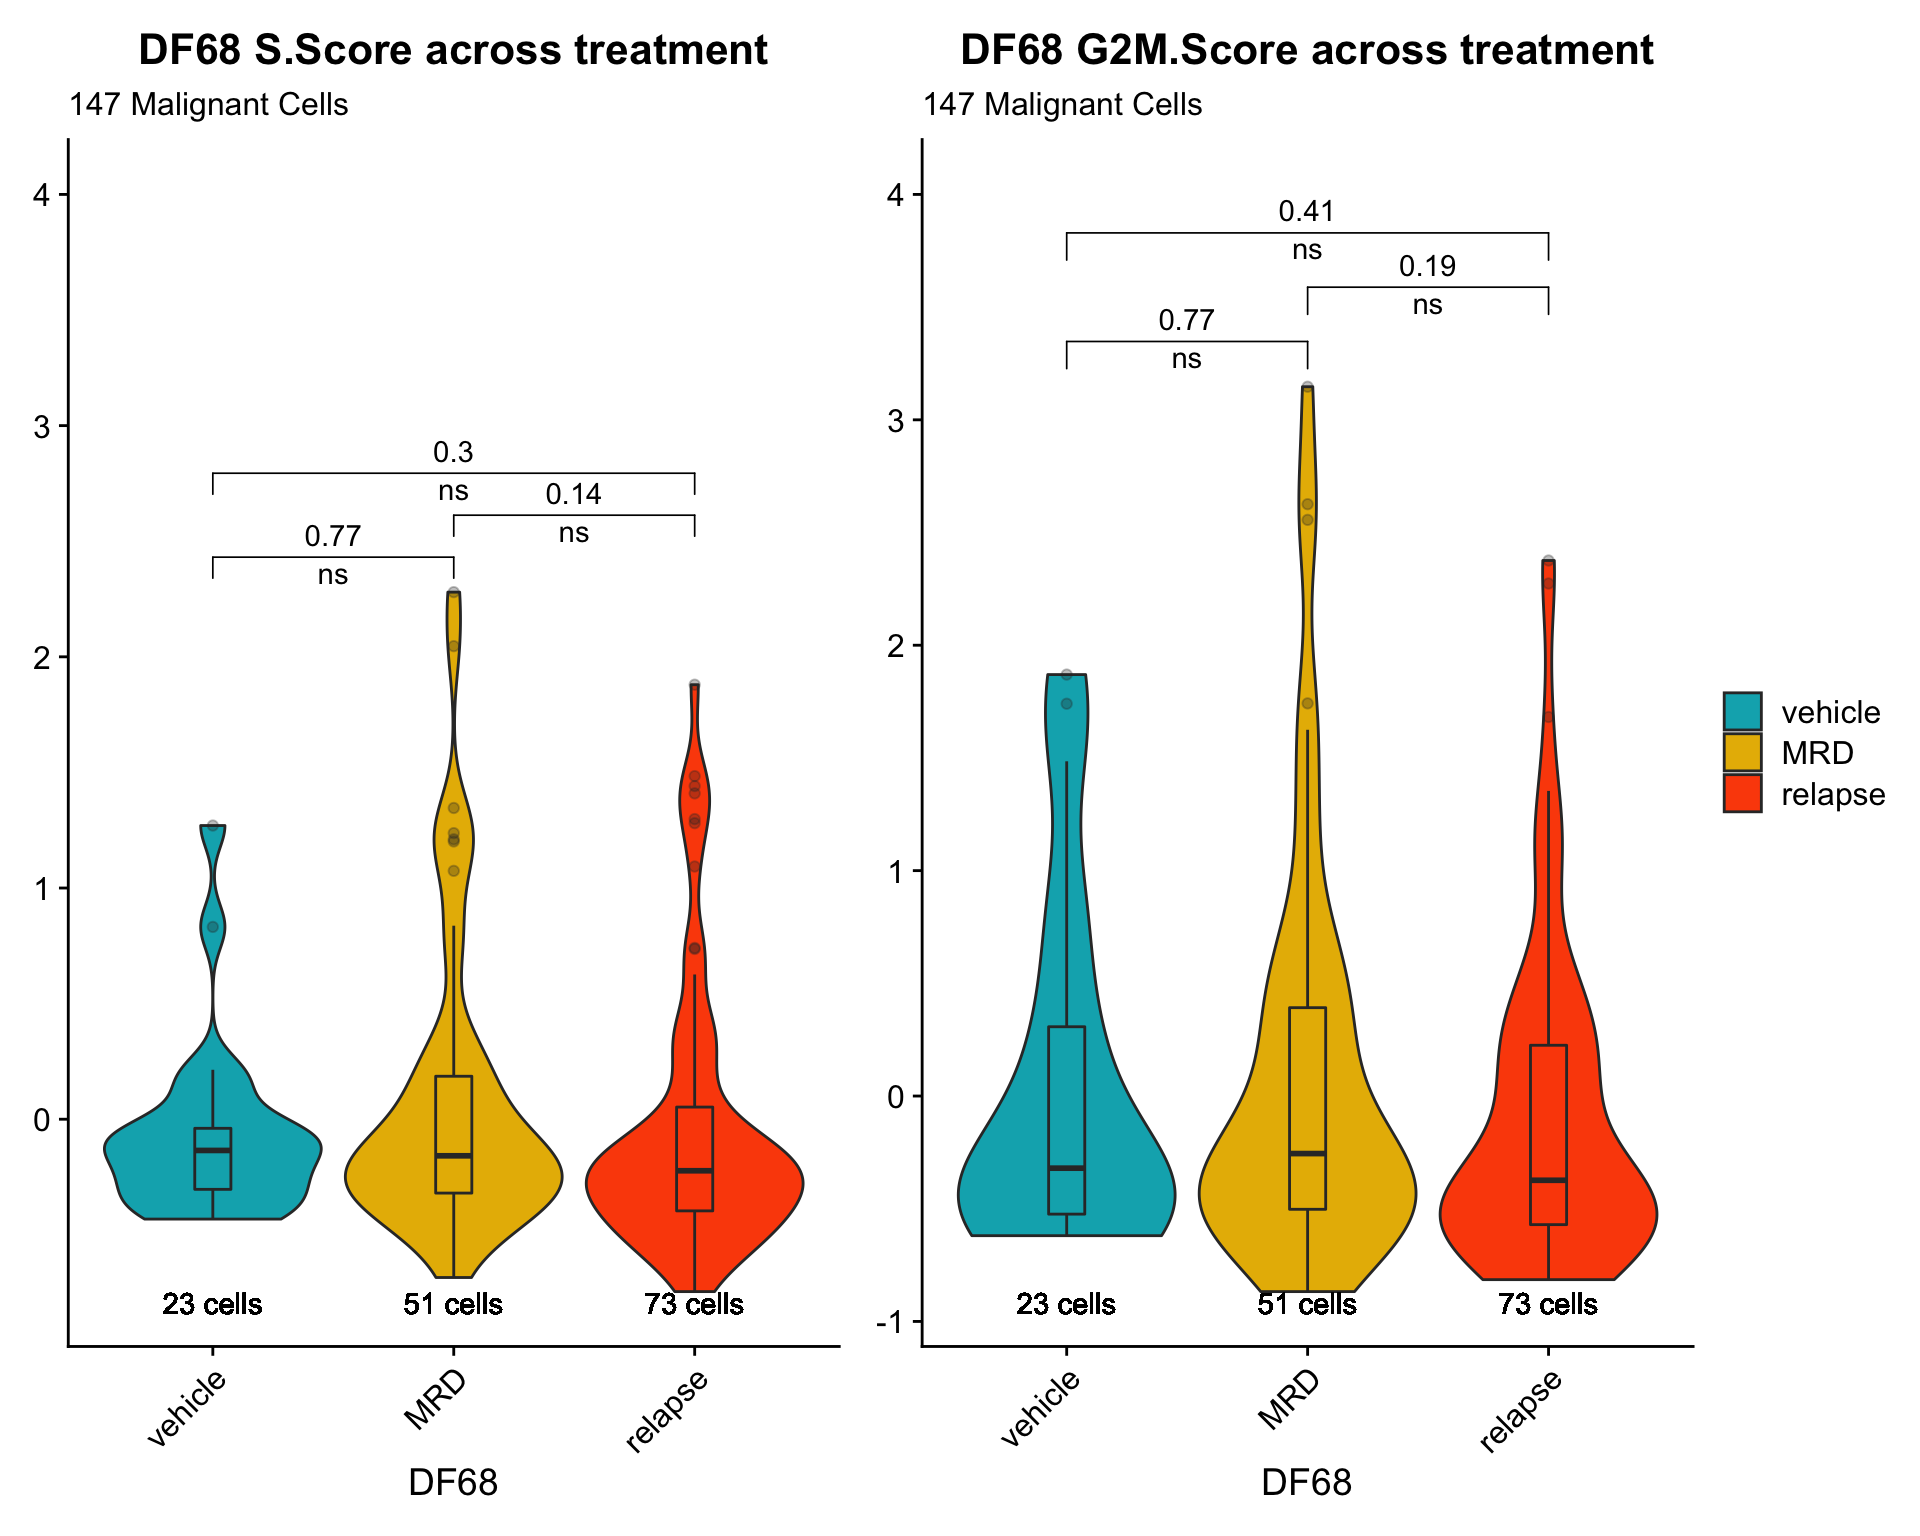 DF68 S.Score across treatment
147 Malignant Cells
4
3
2
1
0
0.3
ns
0.14
ns
0.77
ns
23 cells
51 cells
73 cells
vehicle
MRD
relapse
DF68
DF68 G2M.Score across treatment
147 Malignant Cells
4
3
2
1
0
-1
0.41
ns
0.19
ns
0.77
ns
23 cells
51 cells
73 cells
vehicle
MRD
relapse
DF68
vehicle
MRD
relapse